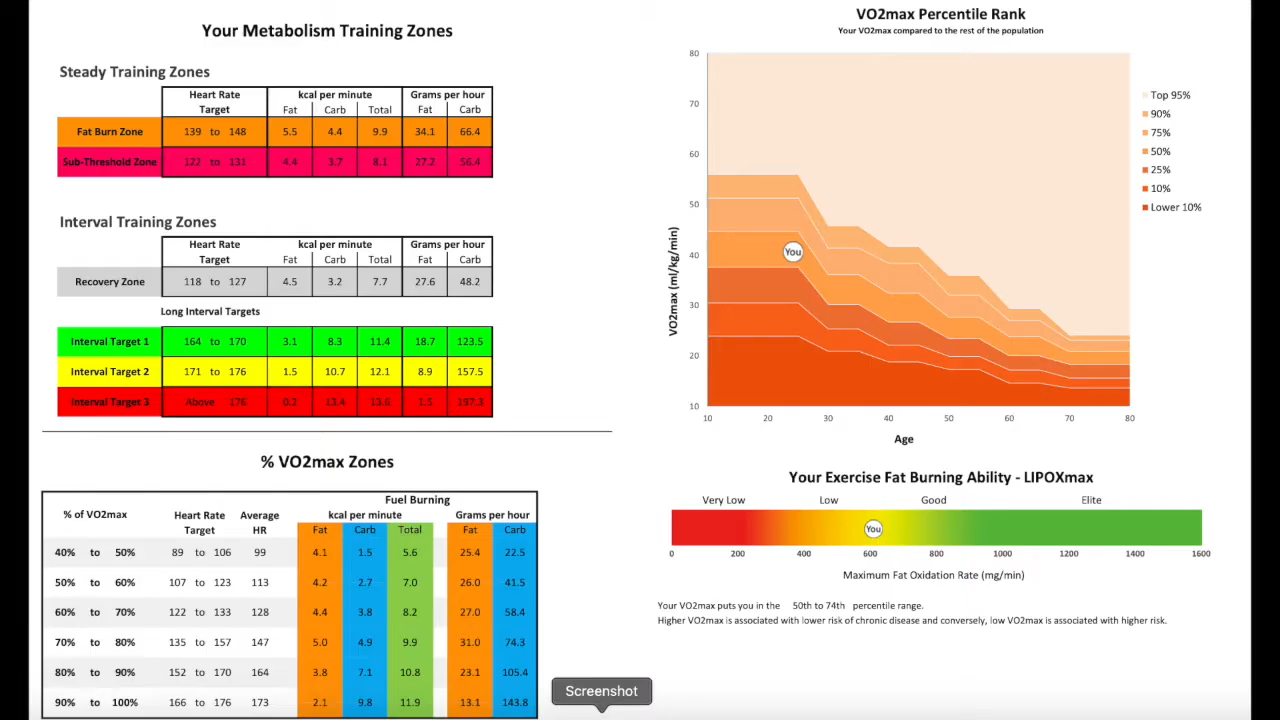 Your Metabolism Training Zones
Steady Training Zones
Heart Rate kcal per minute Grams per hour
Target Fat Carb Total Fat Carb
Fat Burn Zone 139 to 148 5.5 4.4 9.9 34.1 66.4
Sub-Threshold Zone 122 to 131 4.4 3.7 8.1 27.2 56.4
Interval Training Zones
Heart Rate kcal per minute Grams per hour
Target Fat Carb Total Fat Carb
Recovery Zone 118 to 127 4.5 3.2 7.7 27.6 48.2
Long Interval Targets
Interval Target 1 164 to 170 3.1 8.3 11.4 18.7 123.5
Interval Target 2 171 to 176 1.5 10.7 12.1 8.9 157.5
Interval Target 3 Above 176 0.2 13.4 13.6 1.5 197.3
% VO2max Zones
Fuel Burning
% of VO2max Heart Rate Average kcal per minute Grams per hour
Target HR Fat Carb Total Fat Carb
40% to 50% 89 to 106 99 4.1 1.5 5.6 25.4 22.5
50% to 60% 107 to 123 113 4.2 2.7 7.0 26.0 41.5
60% to 70% 122 to 133 128 4.4 3.8 8.2 27.0 58.4
70% to 80% 135 to 157 147 5.0 4.9 9.9 31.0 74.3
80% to 90% 152 to 170 164 3.8 7.1 10.8 23.1 105.4
90% to 100% 166 to 176 173 2.1 9.8 11.9 13.1 143.8
Screenshot
VO2max Percentile Rank
Your VO2max compared to the rest of the population
VO2max (ml/kg/min)
80
70
60
50
40
30
20
10
You
10 20 30 40 50 60 70 80
Age
Top 95%
90%
75%
50%
25%
10%
Lower 10%
Your Exercise Fat Burning Ability - LIPOXmax
Very Low Low Good Elite
You
0 200 400 600 800 1000 1200 1400 1600
Maximum Fat Oxidation Rate (mg/min)
Your VO2max puts you in the 50th to 74th percentile range.
Higher VO2max is associated with lower risk of chronic disease and conversely, low VO2max is associated with higher risk.